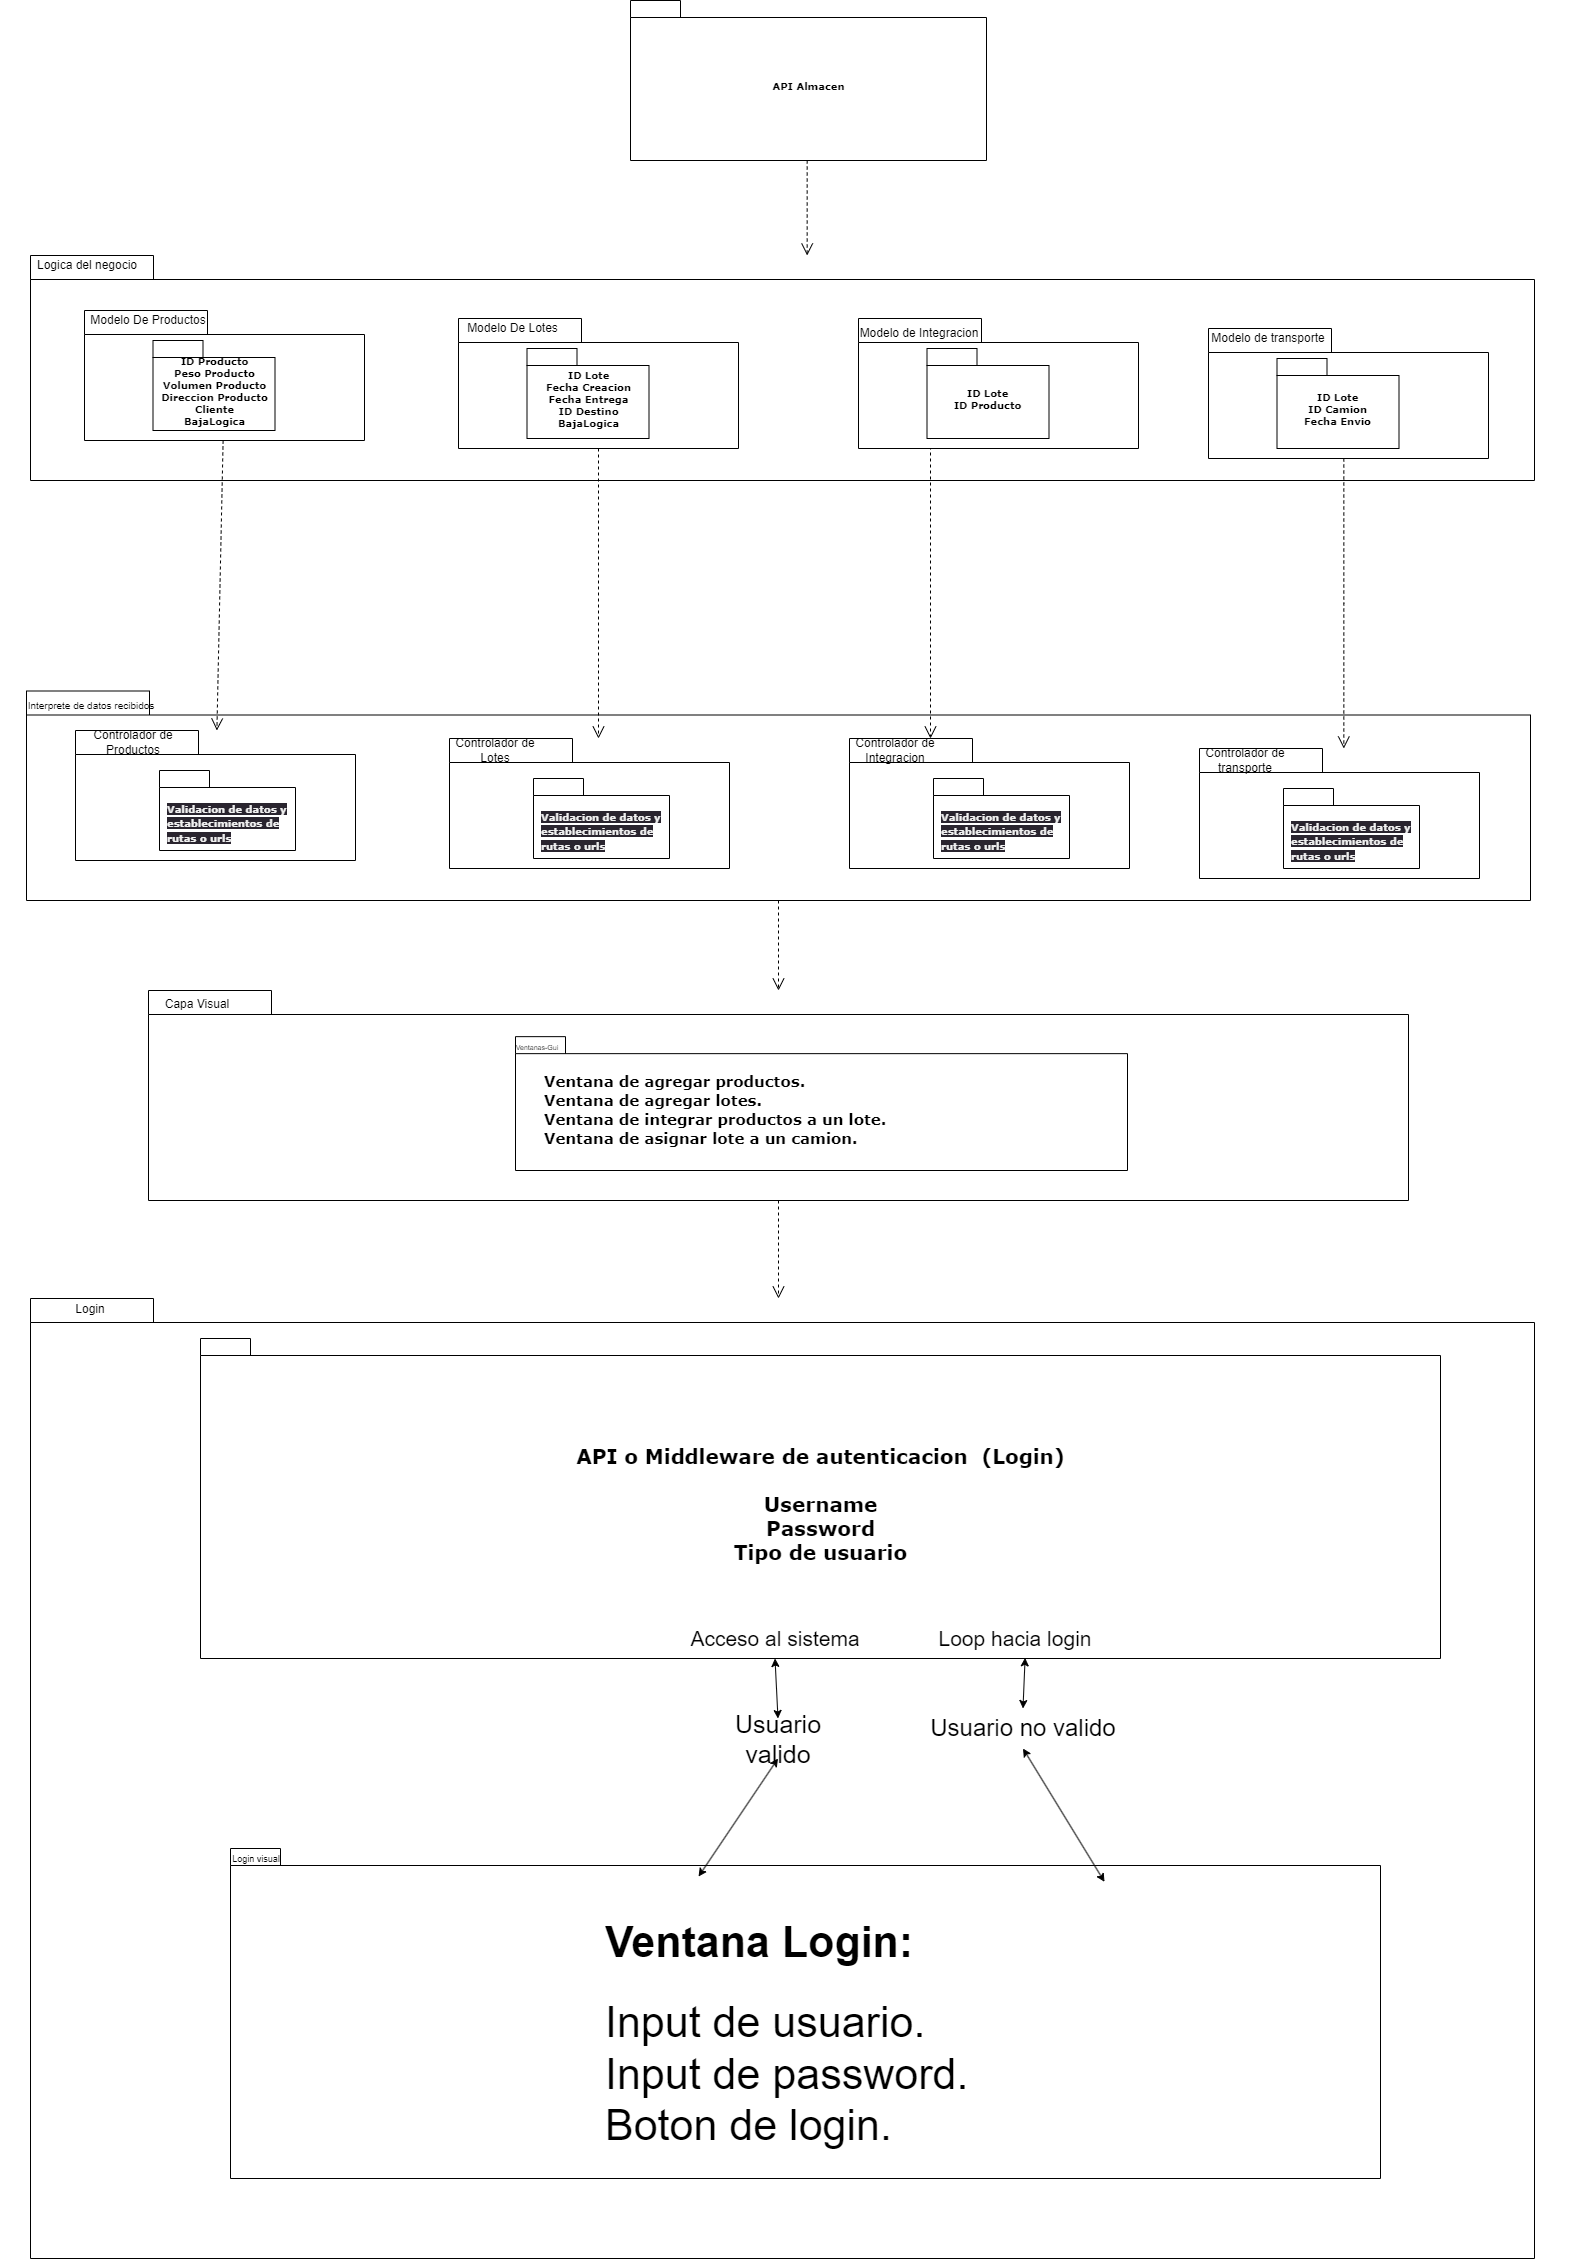 API Almacen
Logica del negocio
Modelo De Productos
ID Producto
Peso Producto
Volumen Producto
Direccion Producto
Cliente
BajaLogica
Modelo De Lotes
ID Lote
Fecha Creacion
Fecha Entrega
ID Destino
BajaLogica
Modelo de Integracion
ID Lote
ID Producto
Modelo de transporte
ID Lote
ID Camion
Fecha Envio
Interprete de datos recibidos
Controlador de
Productos
Validacion de datos y
establecimientos de
rutas o urls
Controlador de
Lotes
Validacion de datos y
establecimientos de
rutas o urls
Controlador de
Integracion
Validacion de datos y
establecimientos de
rutas o urls
Controlador de
transporte
Validacion de datos y
establecimientos de
rutas o urls
Capa Visual
Ventanas-Gui
Ventana de agregar productos.
Ventana de agregar lotes.
Ventana de integrar productos a un lote.
Ventana de asignar lote a un camion.
Login
API o Middleware de autenticacion (Login)
Username
Password
Tipo de usuario
Acceso al sistema
Loop hacia login
Usuario
valido
Usuario no valido
Login visual
Ventana Login:
Input de usuario.
Input de password.
Boton de login.